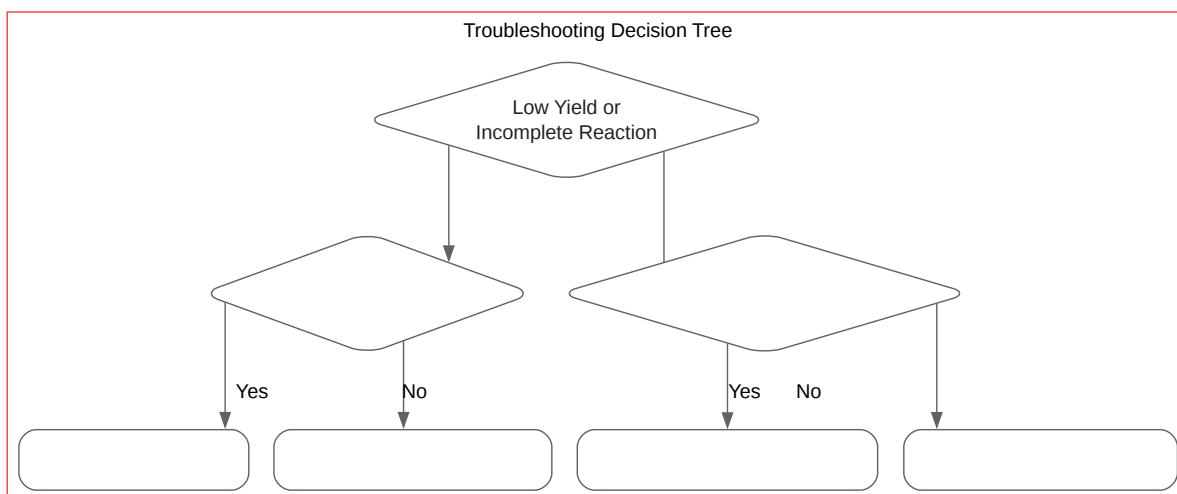 Troubleshooting Decision Tree
Low Yield or
Incomplete Reaction
Yes
No
Yes
No